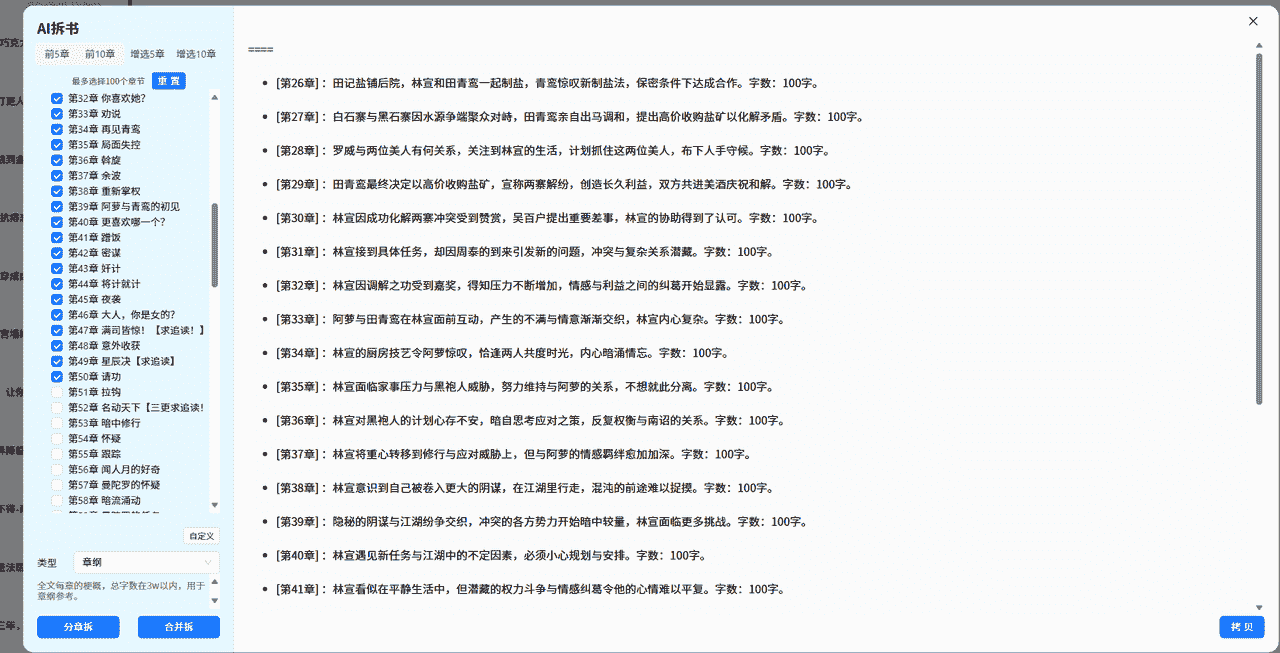 AI拆书
前5章 前10章 增选5章 增选10章
最多选择100个章节 重 置
第32章 你喜欢她?
第33章 劝说
第34章 再见青鸾
第35章 局面失控
第36章 斡旋
第37章 余波
第38章 重新掌权
第39章 阿萝与青鸾的初见
第40章 更喜欢哪一个?
第41章 蹭饭
第42章 密谋
第43章 奸计
第44章 将计就计
第45章 夜袭
第46章 大人，你是女的?
第47章 满司皆惊! 【求追读! 】
第48章 意外收获
第49章 星辰决【求追读】
第50章 请功
第51章 拉钩
第52章 名动天下【三更求追读!
第53章 暗中修行
第54章 怀疑
第55章 跟踪
第56章 闻人月的好奇
第57章 曼陀罗的怀疑
第58章 暗流涌动
自定义
类型 章纲
全文每章的梗概，总字数在3w以内，用于
章纲参考。
分章拆 合并拆
====
[第26章]：田记盐铺后院，林宣和田青鸾一起制盐，青鸾惊叹新制盐法，保密条件下达成合作。字数：100字。
[第27章]：白石寨与黑石寨因水源争端聚众对峙，田青鸾亲自出马调和，提出高价收购盐矿以化解矛盾。字数：100字。
[第28章]：罗威与两位美人有何关系，关注到林宣的生活，计划抓住这两位美人，布下人手守候。字数：100字。
[第29章]：田青鸾最终决定以高价收购盐矿，宣称两寨解纷，创造长久利益，双方共进美酒庆祝和解。字数：100字。
[第30章]：林宣因成功化解两寨冲突受到赞赏，吴百户提出重要差事，林宣的协助得到了认可。字数：100字。
[第31章]：林宣接到具体任务，却因周泰的到来引发新的问题，冲突与复杂关系潜藏。字数：100字。
[第32章]：林宣因调解之功受到嘉奖，得知压力不断增加，情感与利益之间的纠葛开始显露。字数：100字。
[第33章]：阿萝与田青鸾在林宣面前互动，产生的不满与情意渐渐交织，林宣内心复杂。字数：100字。
[第34章]：林宣的厨房技艺令阿萝惊叹，恰逢两人共度时光，内心暗涌情忘。字数：100字。
[第35章]：林宣面临家事压力与黑袍人威胁，努力维持与阿萝的关系，不想就此分离。字数：100字。
[第36章]：林宣对黑袍人的计划心存不安，暗自思考应对之策，反复权衡与南诏的关系。字数：100字。
[第37章]：林宣将重心转移到修行与应对威胁上，但与阿萝的情感羁绊愈加加深。字数：100字。
[第38章]：林宣意识到自己被卷入更大的阴谋，在江湖里行走，混沌的前途难以捉摸。字数：100字。
[第39章]：隐秘的阴谋与江湖纷争交织，冲突的各方势力开始暗中较量，林宣面临更多挑战。字数：100字。
[第40章]：林宣遇见新任务与江湖中的不定因素，必须小心规划与安排。字数：100字。
[第41章]：林宣看似在平静生活中，但潜藏的权力斗争与情感纠葛令他的心情难以平复。字数：100字。
拷 贝